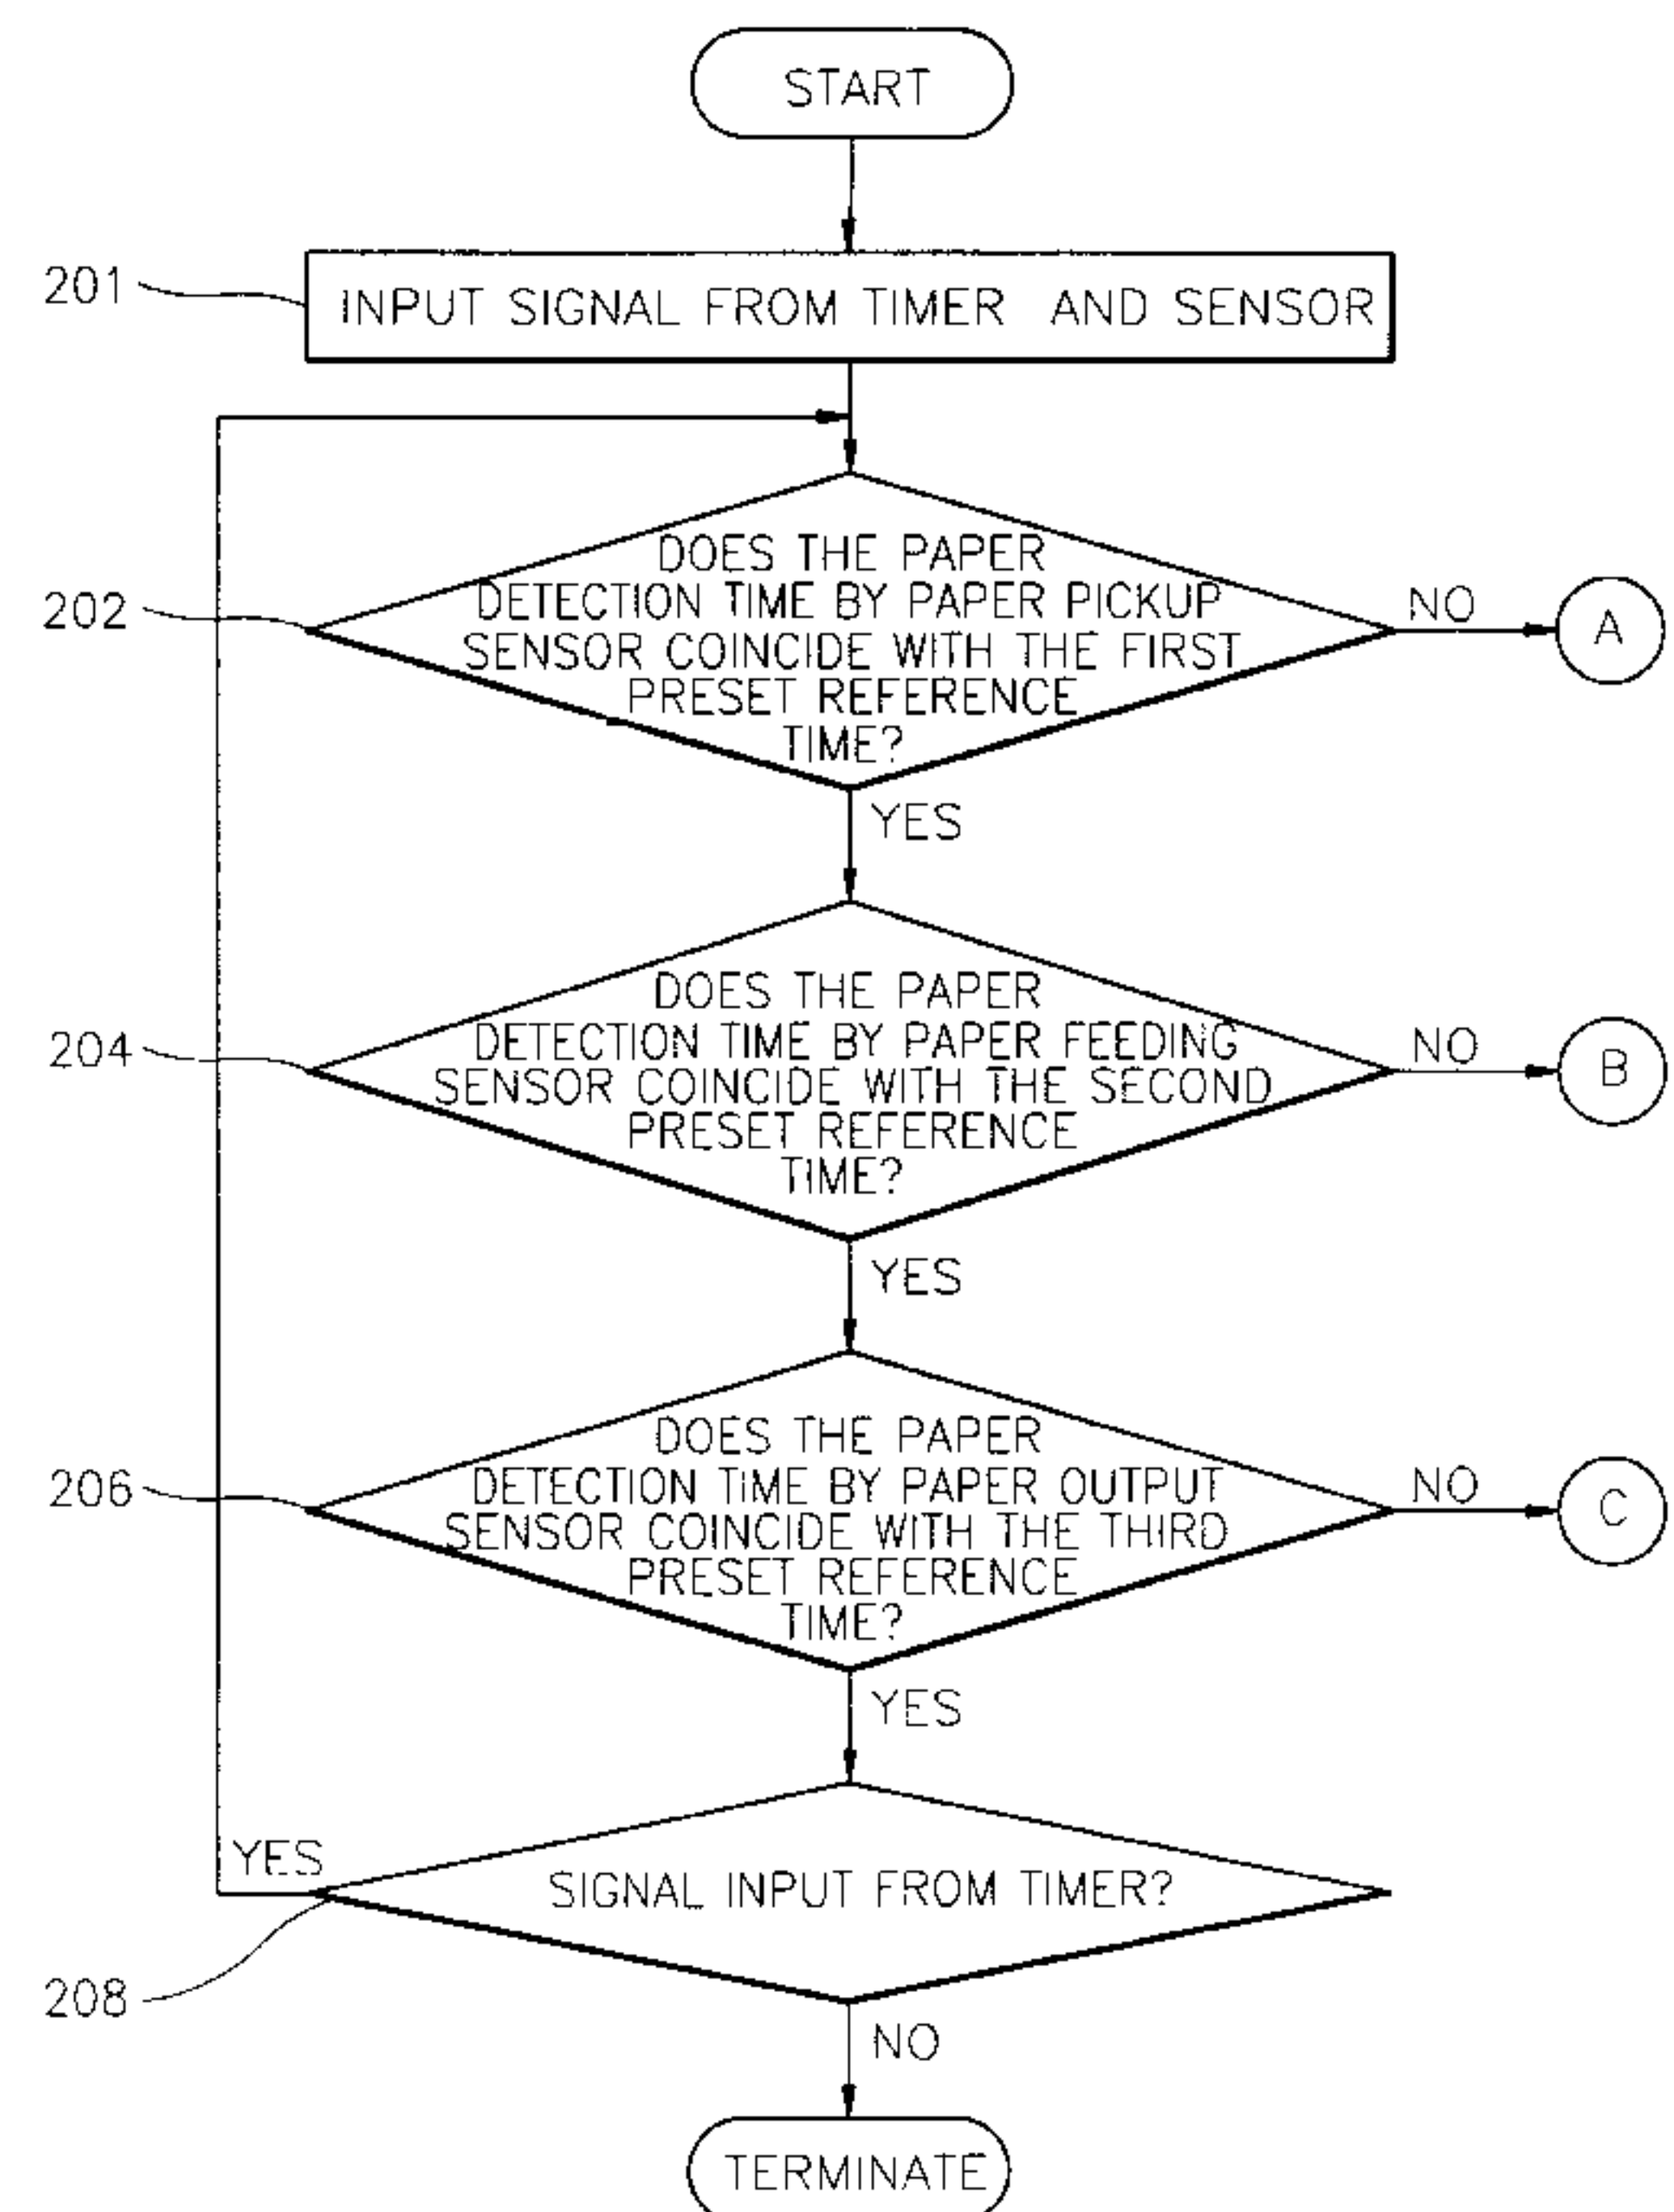 START
201
INPUT SIGNAL FROM TIMER AND SENSOR
DOES THE PAPER
DETECTION TIME BY PAPER PICKUP
SENSOR COINCIDE WITH THE FIRST
PRESET REFERENCE
TIME?
202
NO
A
YES
DOES THE PAPER
DETECTION TIME BY PAPER FEEDING
SENSOR COINCIDE WITH THE SECOND
PRESET REFERENCE
TIME?
204
NO
B
YES
DOES THE PAPER
DETECTION TIME BY PAPER OUTPUT
SENSOR COINCIDE WITH THE THIRD
PRESET REFERENCE
TIME?
206
NO
C
YES
YES
SIGNAL INPUT FROM TIMER?
208
NO
TERMINATE